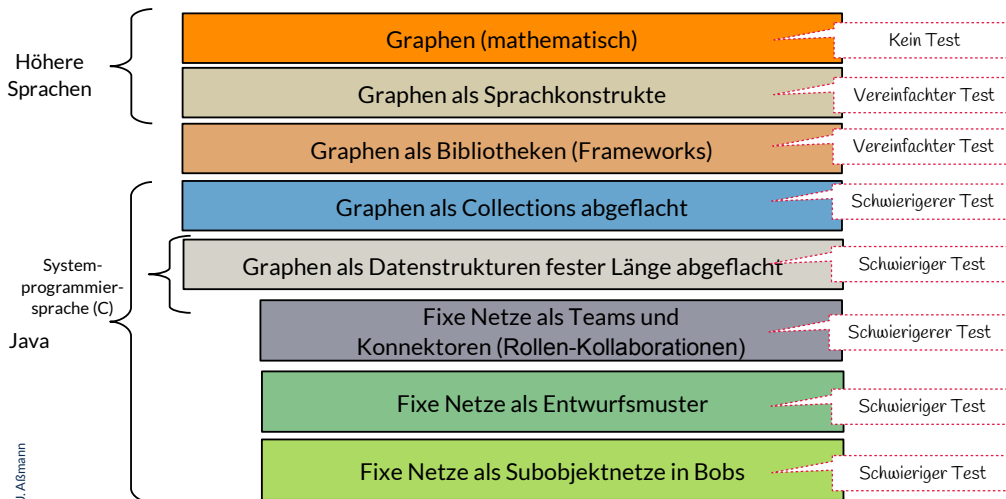 Höhere
Sprachen
Graphen (mathematisch)
Kein Test
Graphen als Sprachkonstrukte
Vereinfachter Test
Graphen als Bibliotheken (Frameworks)
Vereinfachter Test
Graphen als Collections abgeflacht
Schwierigerer Test
System-
programmier-
sprache (C)
Java
Graphen als Datenstrukturen fester Länge abgeflacht
Schwieriger Test
Fixe Netze als Teams und
Konnektoren (Rollen-Kollaborationen)
Schwierigerer Test
Fixe Netze als Entwurfsmuster
Schwieriger Test
Fixe Netze als Subobjektnetze in Bobs
Schwieriger Test
J. Aßmann